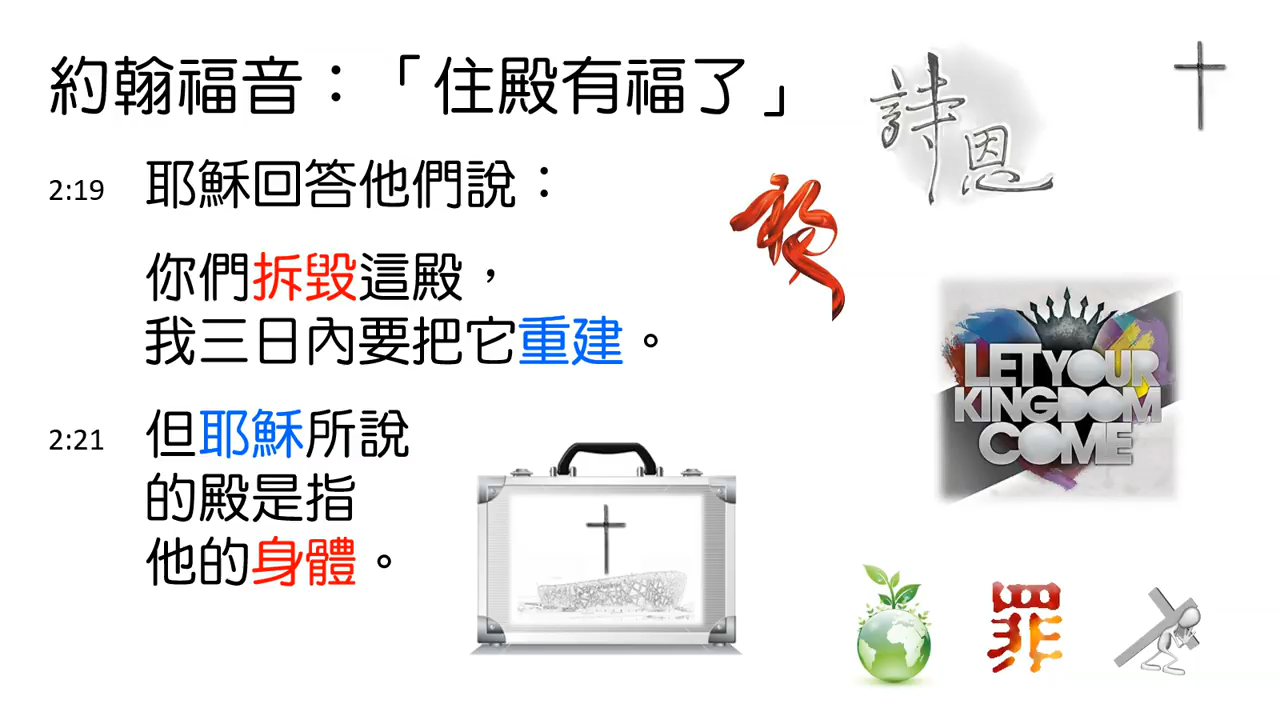 約翰福音：「住殿有福了」
2:19 耶穌回答他們說：
你們拆毀這殿，
我三日內要把它重建。
2:21 但耶穌所說
的殿是指
他的身體。
詩
恩
LET YOUR
KINGDOM
COME
罪